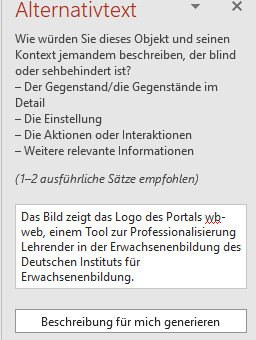 Alternativtext
Wie würden Sie dieses Objekt und seinen
Kontext jemandem beschreiben, der blind
oder sehbehindert ist?
– Der Gegenstand/die Gegenstände im
Detail
– Die Einstellung
– Die Aktionen oder Interaktionen
– Weitere relevante Informationen
(1–2 ausführliche Sätze empfohlen)
Das Bild zeigt das Logo des Portals wb-
web, einem Tool zur Professionalisierung
Lehrender in der Erwachsenenbildung des
Deutschen Instituts für
Erwachsenenbildung.
Beschreibung für mich generieren